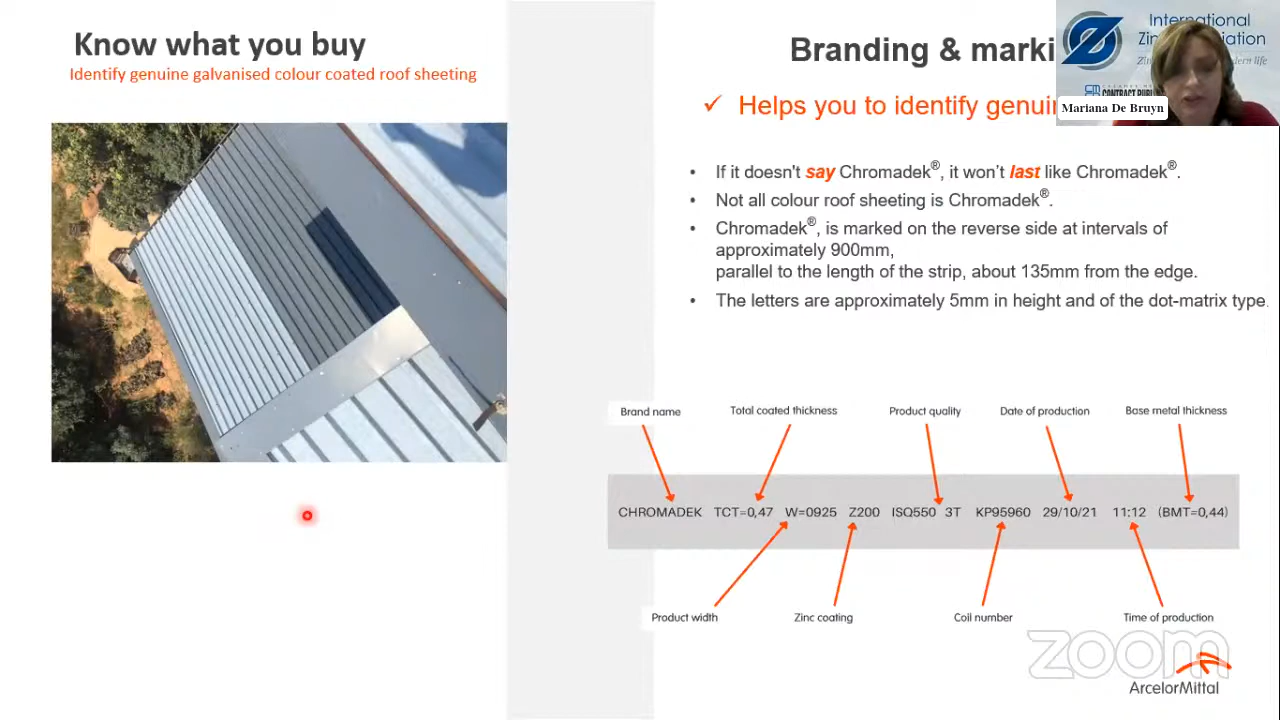 Know what you buy
Identify genuine galvanised colour coated roof sheeting
Branding & marki
International
Zin iation
Zin dern life
CONTRACT PUBLI
Mariana De Bruyn
✓ Helps you to identify genui
• If it doesn't say Chromadek®, it won’t last like Chromadek®.
• Not all colour roof sheeting is Chromadek®.
• Chromadek®, is marked on the reverse side at intervals of
approximately 900mm,
parallel to the length of the strip, about 135mm from the edge.
• The letters are approximately 5mm in height and of the dot-matrix type.
Brand name Total coated thickness Product quality Date of production Base metal thickness
CHROMADEK TCT=0,47 W=0925 Z200 ISQ550 3T KP95960 29/10/21 11:12 (BMT=0,44)
Product width Zinc coating Coil number Time of production
zoom
ArcelorMittal